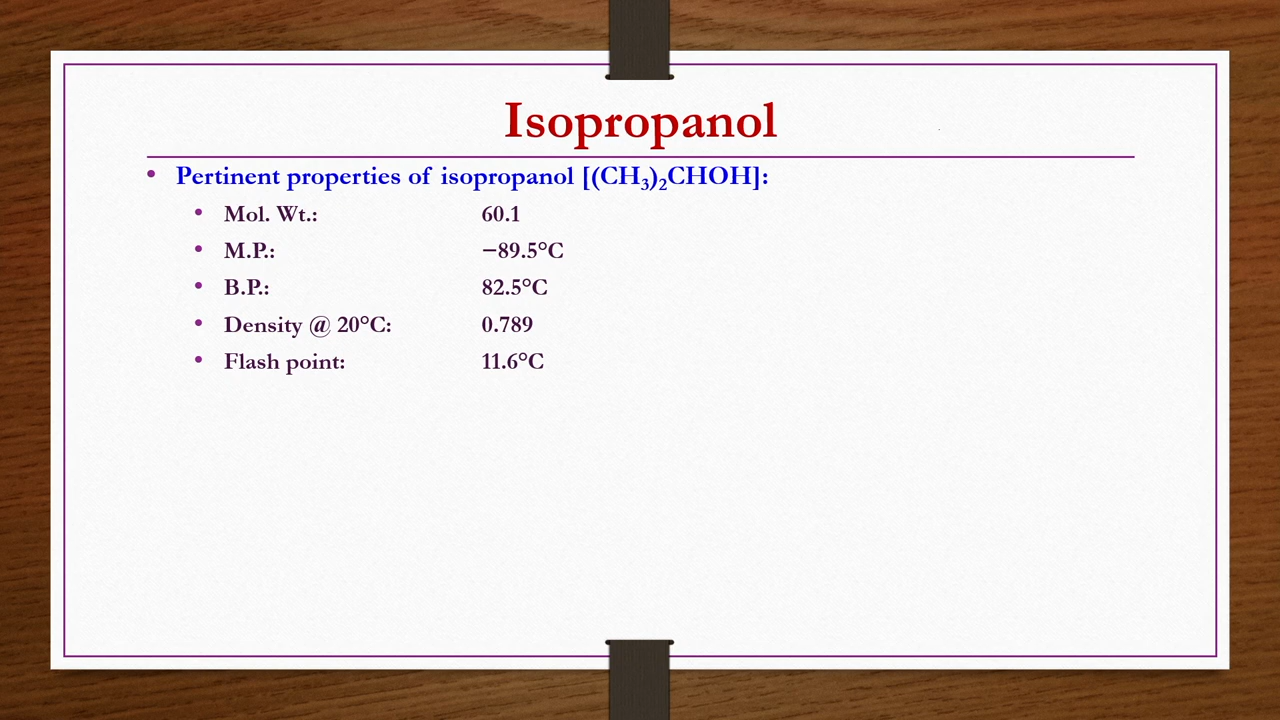 Isopropanol
• Pertinent properties of isopropanol [(CH₃)₂CHOH]:
• Mol. Wt.: 60.1
• M.P.: −89.5°C
• B.P.: 82.5°C
• Density @ 20°C: 0.789
• Flash point: 11.6°C